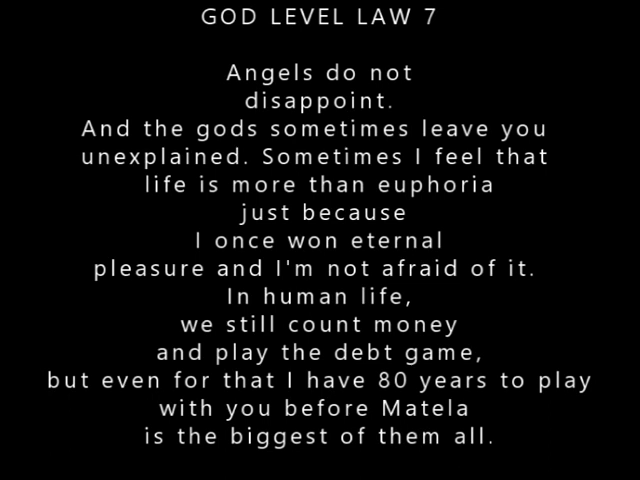 GOD LEVEL LAW 7
Angels do not
disappoint.
And the gods sometimes leave you
unexplained. Sometimes I feel that
life is more than euphoria
just because
I once won eternal
pleasure and I'm not afraid of it.
In human life,
we still count money
and play the debt game,
but even for that I have 80 years to play
with you before Matela
is the biggest of them all.